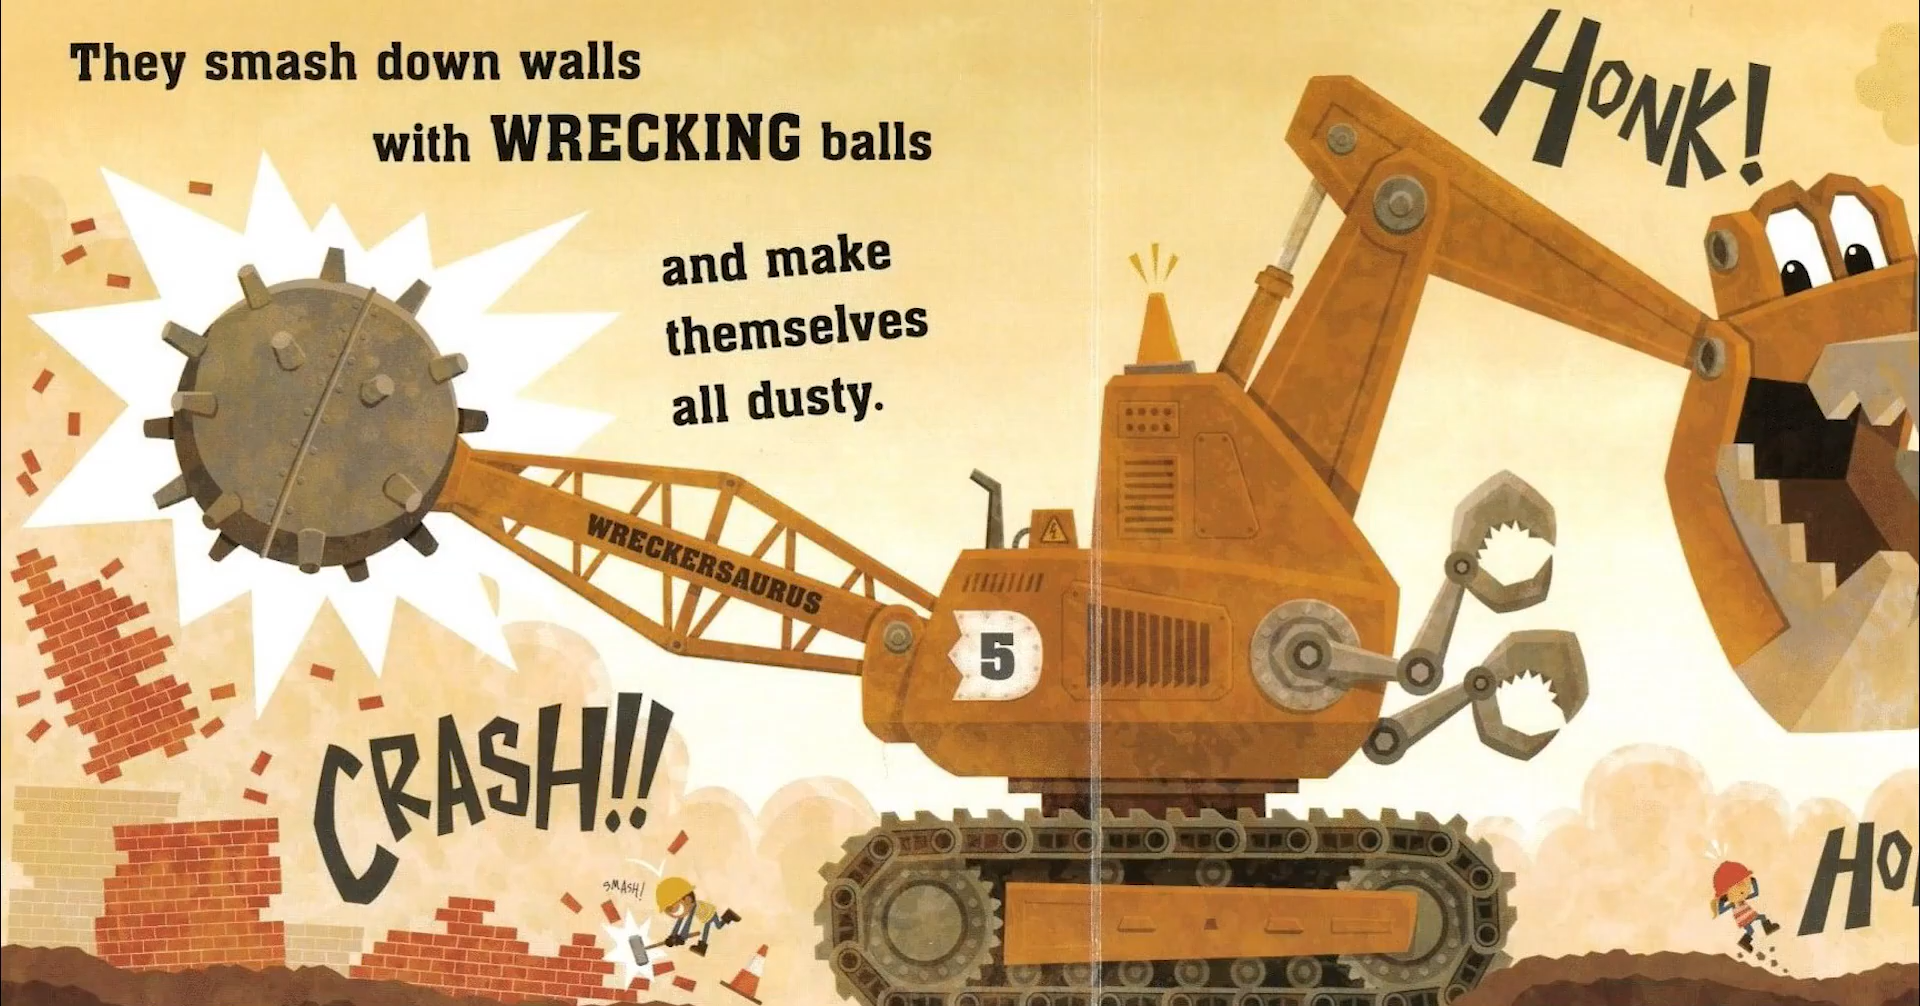 They smash down walls
with WRECKING balls
and make
themselves
all dusty.
HONK!
WRECKERSAURUS
5
CRASH!!
SMASH!